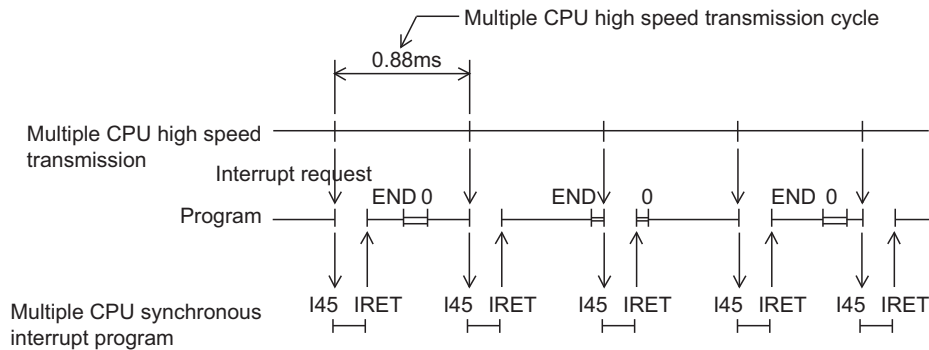 Multiple CPU high speed transmission cycle
0.88ms
Multiple CPU high speed
transmission
Interrupt request
END 0 END 0 END 0
Program
I45 IRET I45 IRET I45 IRET I45 IRET I45 IRET
Multiple CPU synchronous
interrupt program